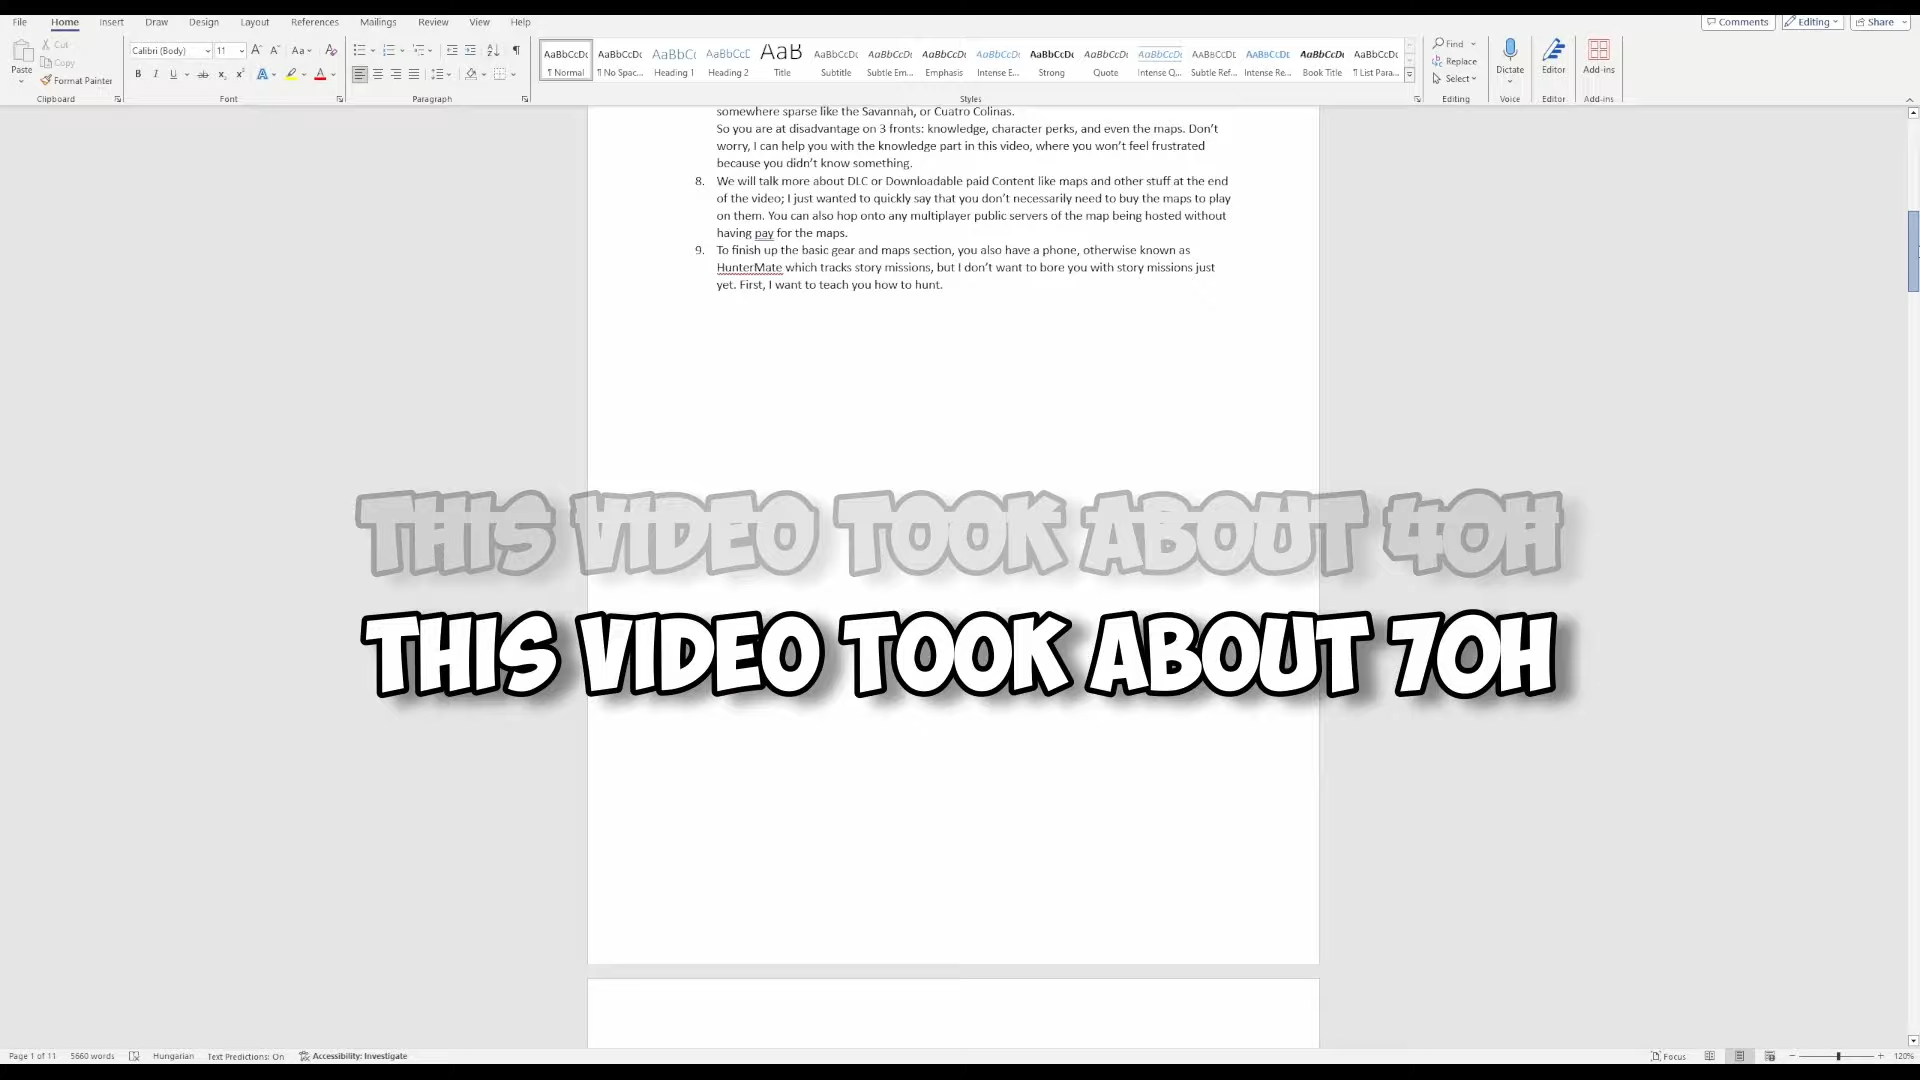 File Home Insert Draw Design Layout References Mailings Review View Help
Comments Editing Share
Paste Cut Copy Format Painter
Calibri (Body) 11
AaBbCcDc AaBbCcDc AaBbC( AaBbCcD AaB AaBbCcDc AaBbCcDc AaBbCcDc AaBbCcDc AaBbCcDc AaBbCcDc AaBbCcDc AaBbCcDc AaBbCcDc AaBbCcDc AaBbCcDc
¶ Normal ¶ No Spac... Heading 1 Heading 2 Title Subtitle Subtle Em... Emphasis Intense E... Strong Quote Intense Q... Subtle Ref... Intense Re... Book Title ¶ List Para...
Find Replace Select
Dictate Editor Add-ins
Clipboard Font Paragraph Styles Editing Voice Editor Add-ins
somewhere sparse like the Savannah, or Cuatro Colinas.
So you are at disadvantage on 3 fronts: knowledge, character perks, and even the maps. Don't
worry, I can help you with the knowledge part in this video, where you won't feel frustrated
because you didn't know something.
8. We will talk more about DLC or Downloadable paid Content like maps and other stuff at the end
of the video; I just wanted to quickly say that you don't necessarily need to buy the maps to play
on them. You can also hop onto any multiplayer public servers of the map being hosted without
having pay for the maps.
9. To finish up the basic gear and maps section, you also have a phone, otherwise known as
HunterMate which tracks story missions, but I don't want to bore you with story missions just
yet. First, I want to teach you how to hunt.
THIS VIDEO TOOK ABOUT 40H
THIS VIDEO TOOK ABOUT 70H
Page 1 of 11 5660 words Hungarian Text Predictions: On Accessibility: Investigate Focus 120%